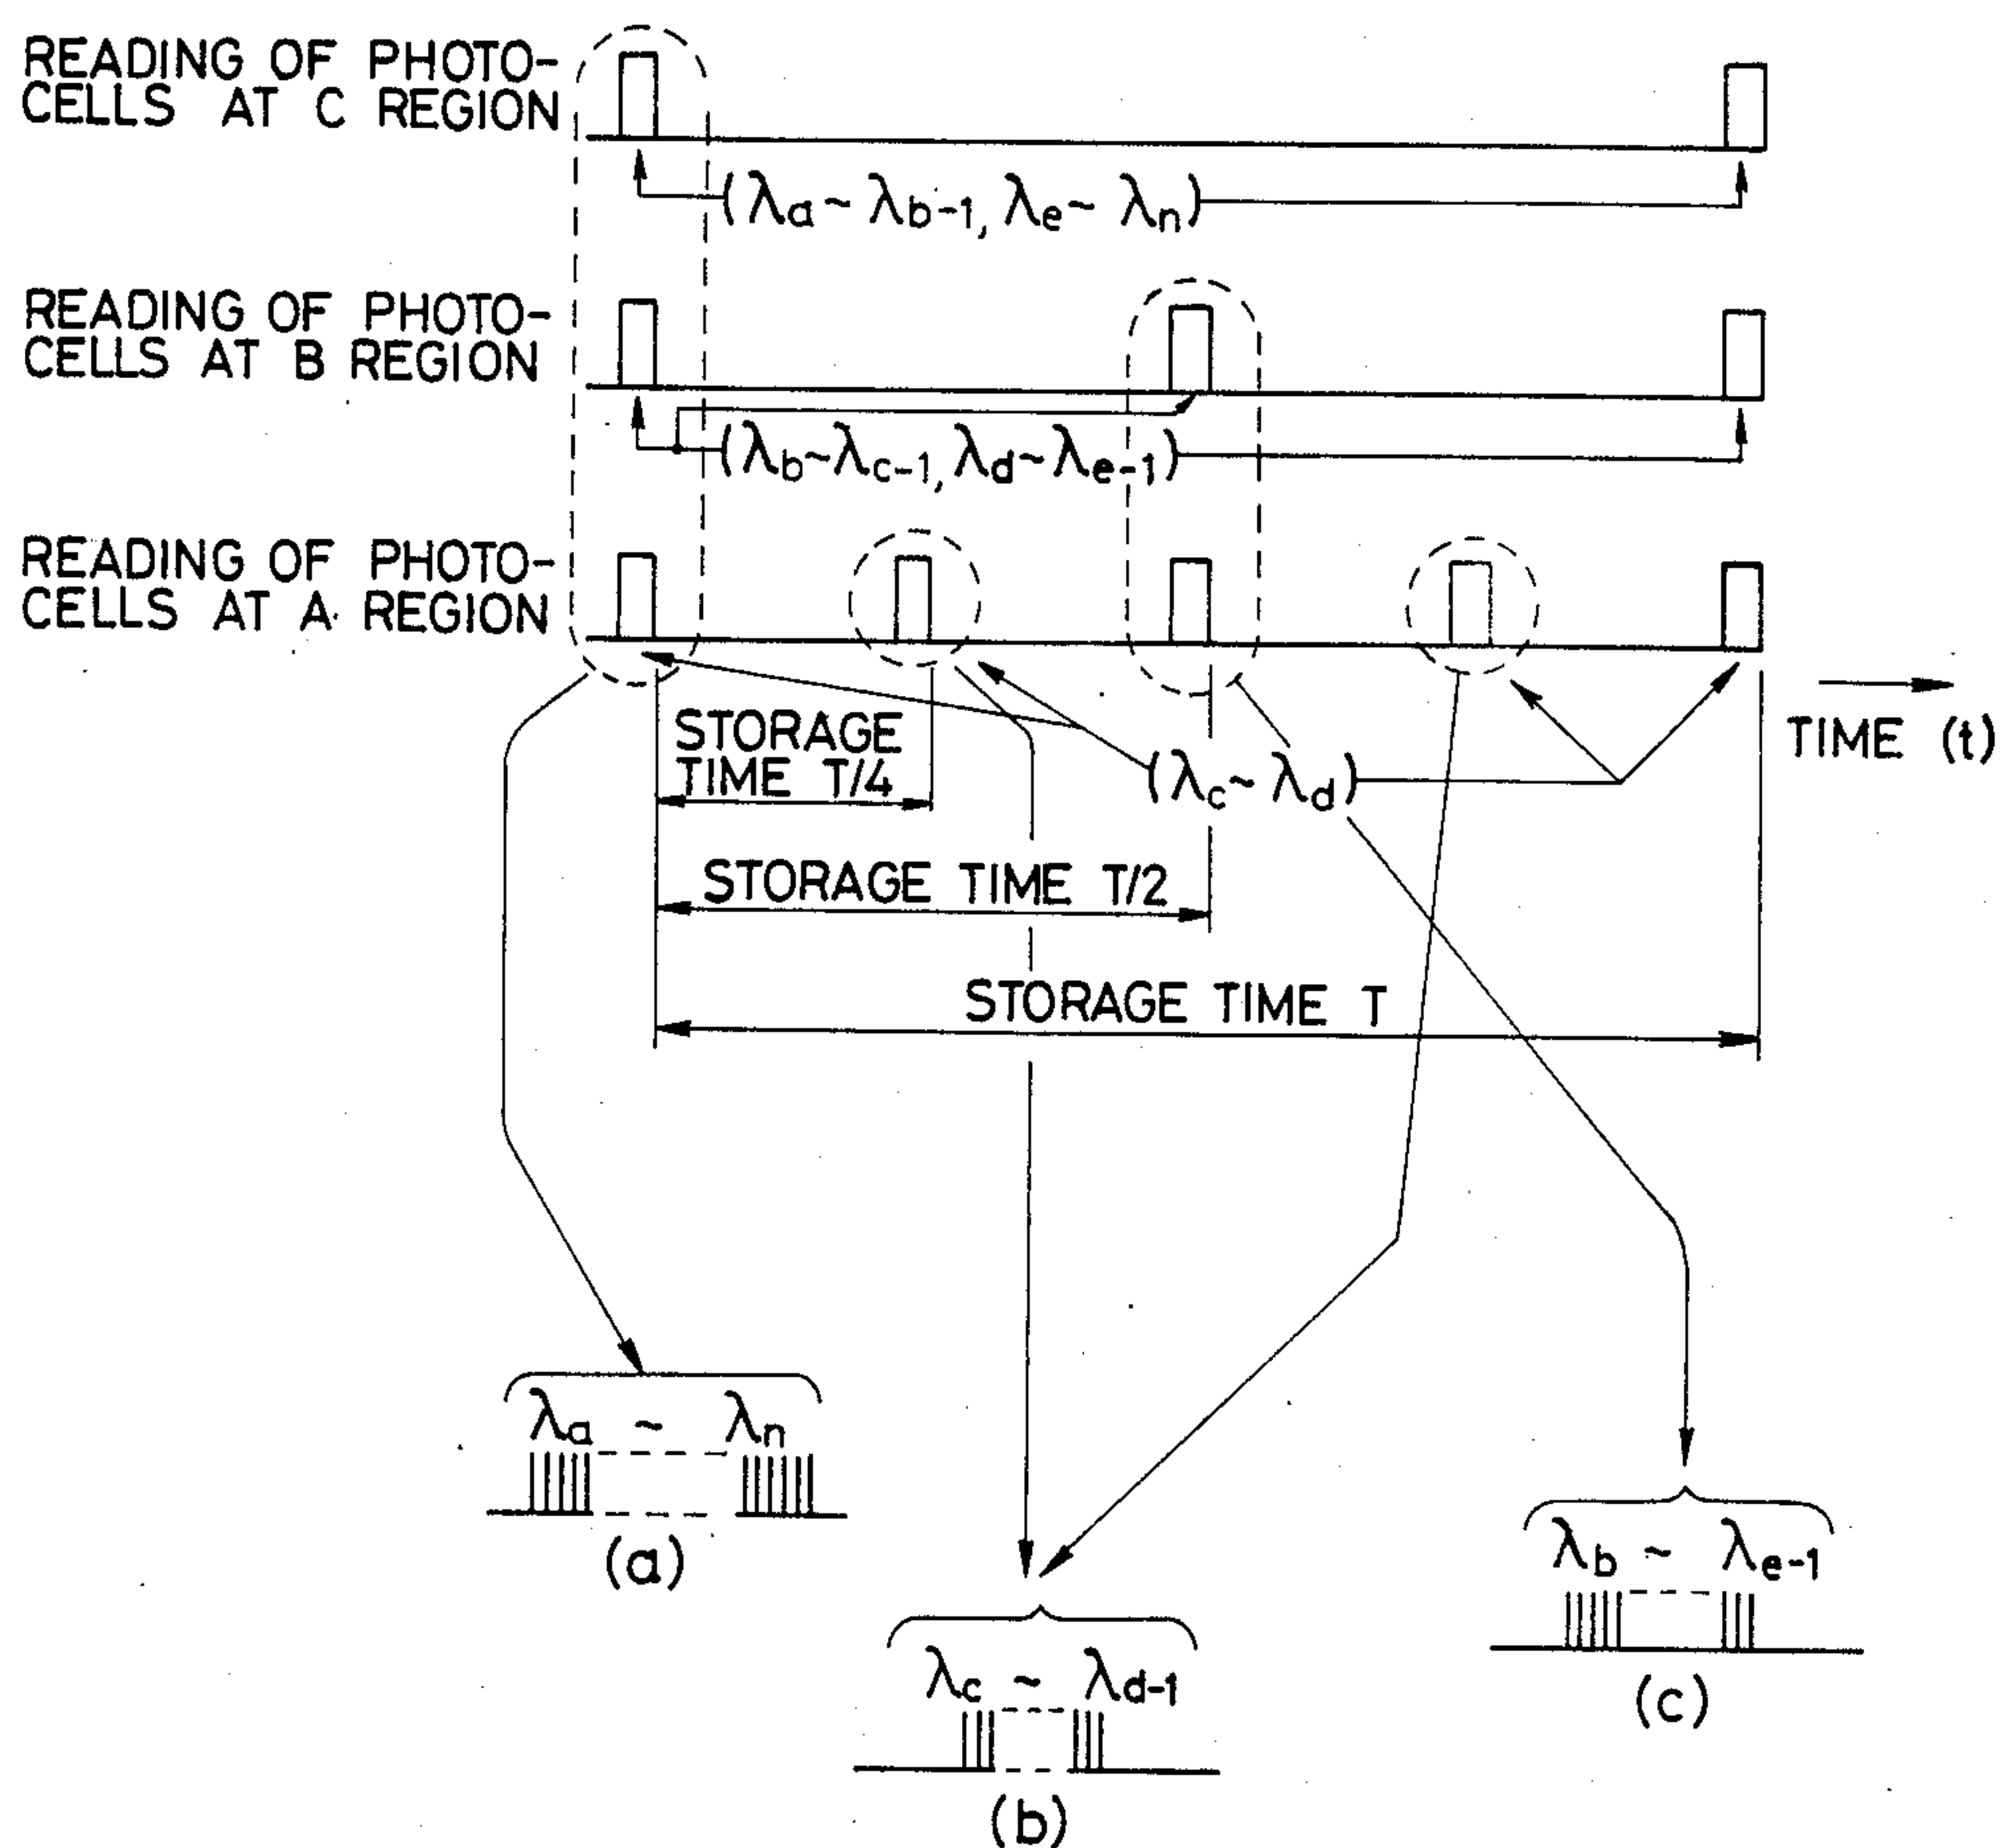 READING OF PHOTO-
CELLS AT C REGION
(λa ~ λb-1, λe ~ λn)
READING OF PHOTO-
CELLS AT B REGION
(λb ~ λc-1, λd ~ λe-1)
READING OF PHOTO-
CELLS AT A REGION
STORAGE
TIME T/4
(λc ~ λd)
TIME (t)
STORAGE TIME T/2
STORAGE TIME T
λa ~ λn
(a)
λb ~ λe-1
(c)
λc ~ λd-1
(b)